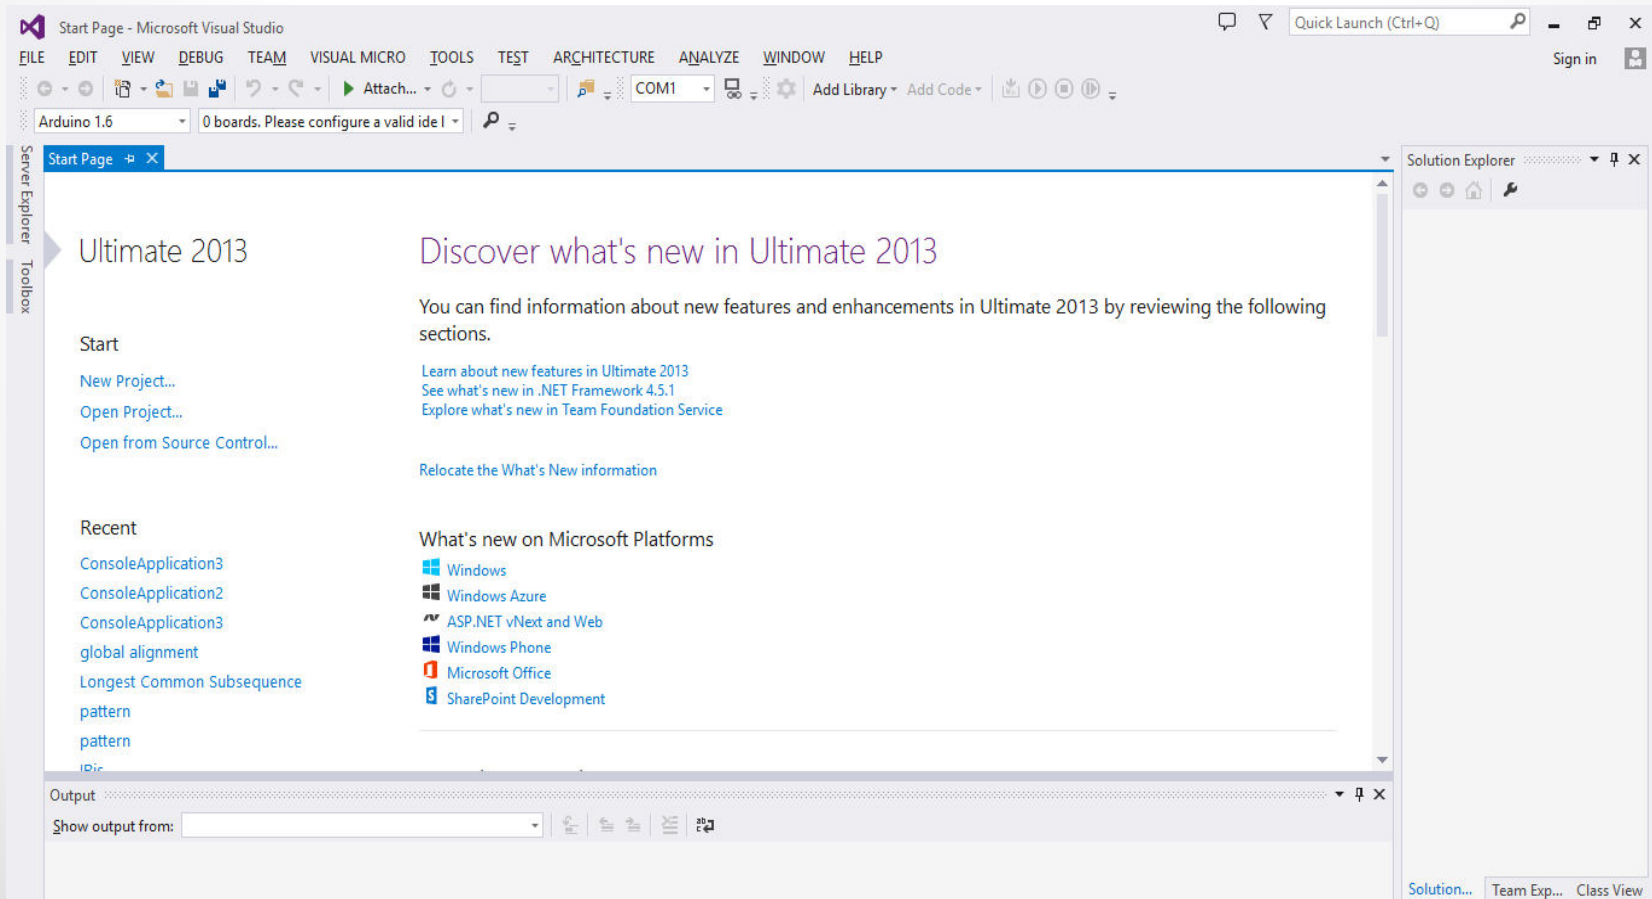 Start Page - Microsoft Visual Studio
Quick Launch (Ctrl+Q)
FILE EDIT VIEW DEBUG TEAM VISUAL MICRO TOOLS TEST ARCHITECTURE ANALYZE WINDOW HELP
Sign in
Attach...
COM1
Add Library
Add Code
Arduino 1.6
0 boards. Please configure a valid ide l
Server Explorer
Toolbox
Start Page
Ultimate 2013
Start
New Project...
Open Project...
Open from Source Control...
Recent
ConsoleApplication3
ConsoleApplication2
ConsoleApplication3
global alignment
Longest Common Subsequence
pattern
pattern
Discover what's new in Ultimate 2013
You can find information about new features and enhancements in Ultimate 2013 by reviewing the following
sections.
Learn about new features in Ultimate 2013
See what's new in .NET Framework 4.5.1
Explore what's new in Team Foundation Service
Relocate the What's New information
What's new on Microsoft Platforms
Windows
Windows Azure
ASP.NET vNext and Web
Windows Phone
Microsoft Office
SharePoint Development
Output
Show output from:
Solution Explorer
Solution... Team Exp... Class View